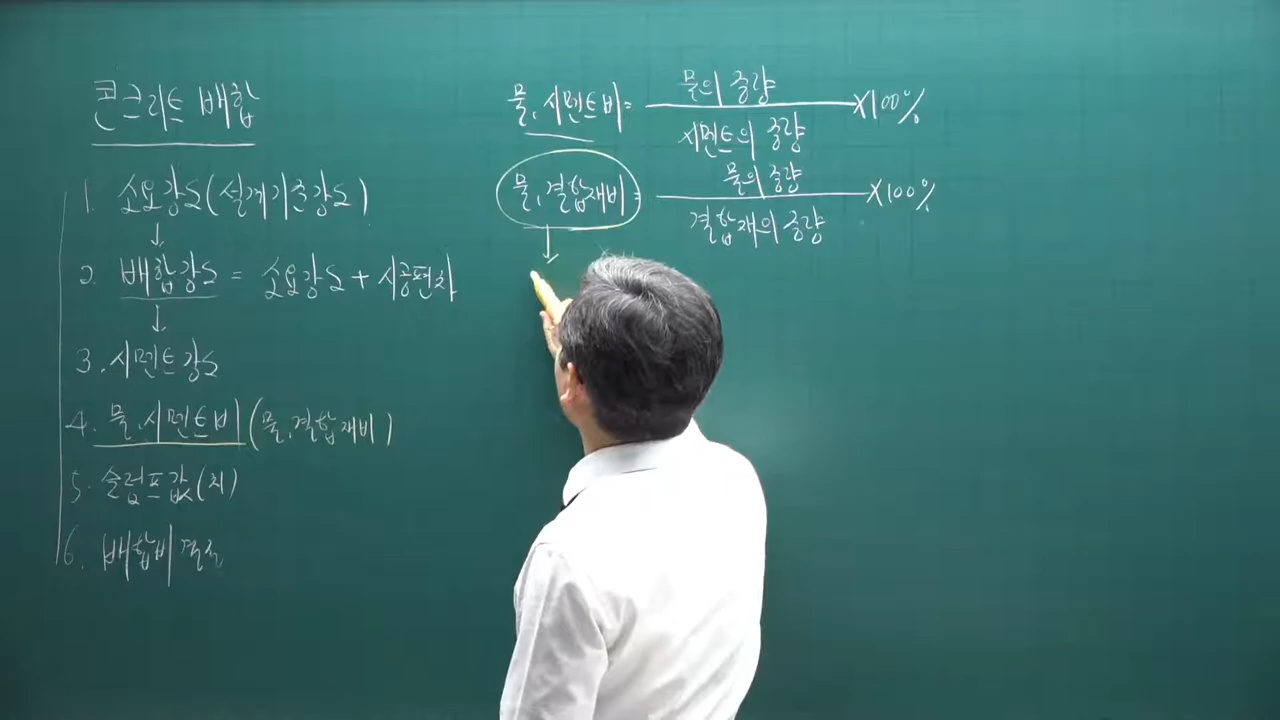 콘크리트 배합
1. 소요강도(설계기준강도)
↓
2. 배합강도 = 소요강도 + 시공편차
↓
3. 시멘트강도
4. 물.시멘트비 (물.결합재비)
5. 슬럼프값(치)
6. 배합비 결정
물.시멘트비 = 물의 중량 / 시멘트의 중량 X100%
물.결합재비 = 물의 중량 / 결합재의 중량 X100%
↓